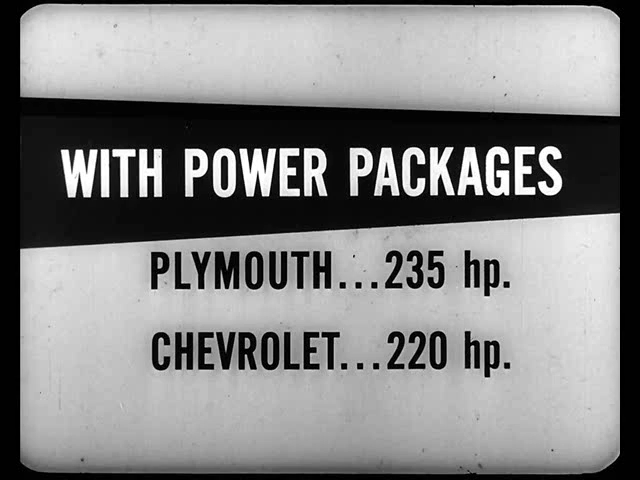 WITH POWER PACKAGES
PLYMOUTH...235 hp.
CHEVROLET...220 hp.